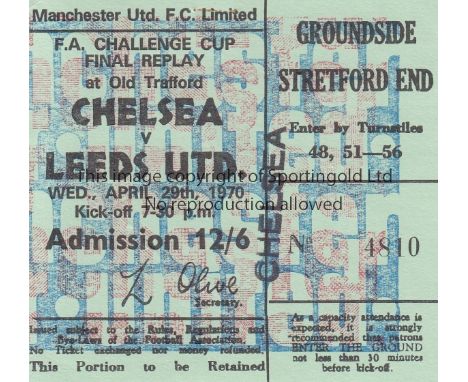 Manchester Utd. F.C. Limited
F.A. CHALLENGE CUP
FINAL REPLAY
at Old Trafford
CHELSEA
v
LEEDS UTD.
WED., APRIL 29th, 1970
Kick-off 7-30 p.m.
Admission 12/6
L Olive
Secretary.
Issued subject to the Rules, Regulations and
Bye-Laws of the Football Association.
No Ticket exchanged nor money refunded.
This Portion to be Retained
CHELSEA
GROUNDSIDE
STRETFORD END
Enter by Turnstiles
48, 51—56
No 4810
As a capacity attendance is
expected, it is strongly
recommended that patrons
ENTER THE GROUND
not less than 30 minutes
before kick-off.
This image copyright of Sportingold Ltd
No reproduction allowed